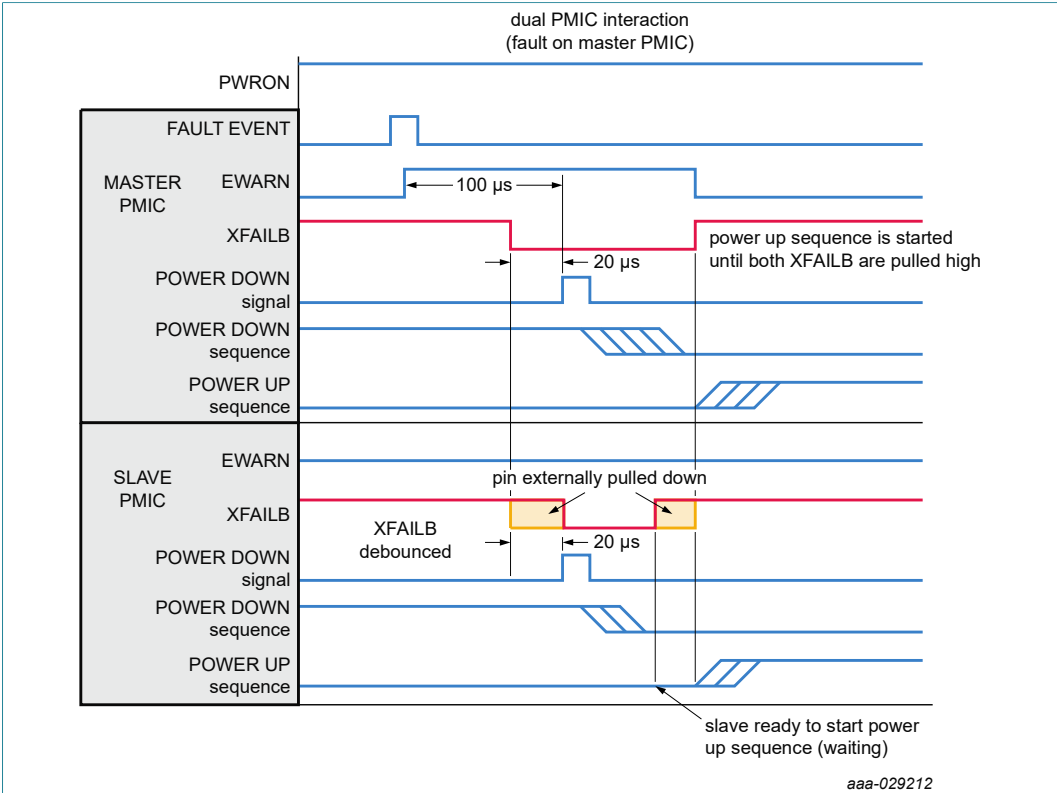 dual PMIC interaction
(fault on master PMIC)
PWRON
FAULT EVENT
MASTER
PMIC
EWARN
100 µs
XFAILB
power up sequence is started
until both XFAILB are pulled high
20 µs
POWER DOWN
signal
POWER DOWN
sequence
POWER UP
sequence
SLAVE
PMIC
EWARN
pin externally pulled down
XFAILB
XFAILB
debounced
20 µs
POWER DOWN
signal
POWER DOWN
sequence
POWER UP
sequence
slave ready to start power
up sequence (waiting)
aaa-029212